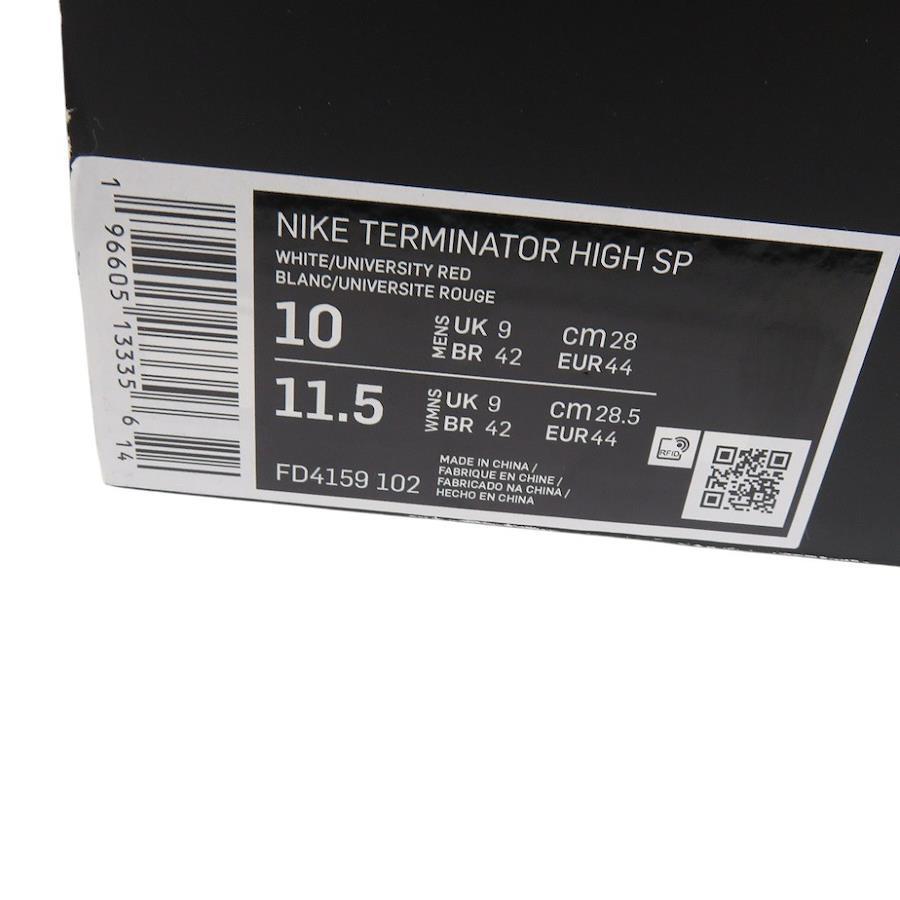 NIKE TERMINATOR HIGH SP
WHITE/UNIVERSITY RED
BLANC/UNIVERSITE ROUGE
10
MENS
UK 9
BR 42
cm 28
EUR 44
11.5
WMNS
UK 9
BR 42
cm 28.5
EUR 44
FD4159 102
MADE IN CHINA /
FABRIQUE EN CHINE /
FABRICADO NA CHINA /
HECHO EN CHINA
RFID
1 96605 13335 6 14